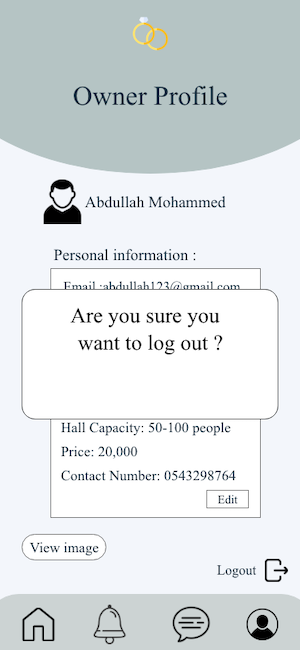 Owner Profile
Abdullah Mohammed
Personal information :
Email :abdullah123@gmail.com
Are you sure you
want to log out ?
Hall Capacity: 50-100 people
Price: 20,000
Contact Number: 0543298764
Edit
View image
Logout